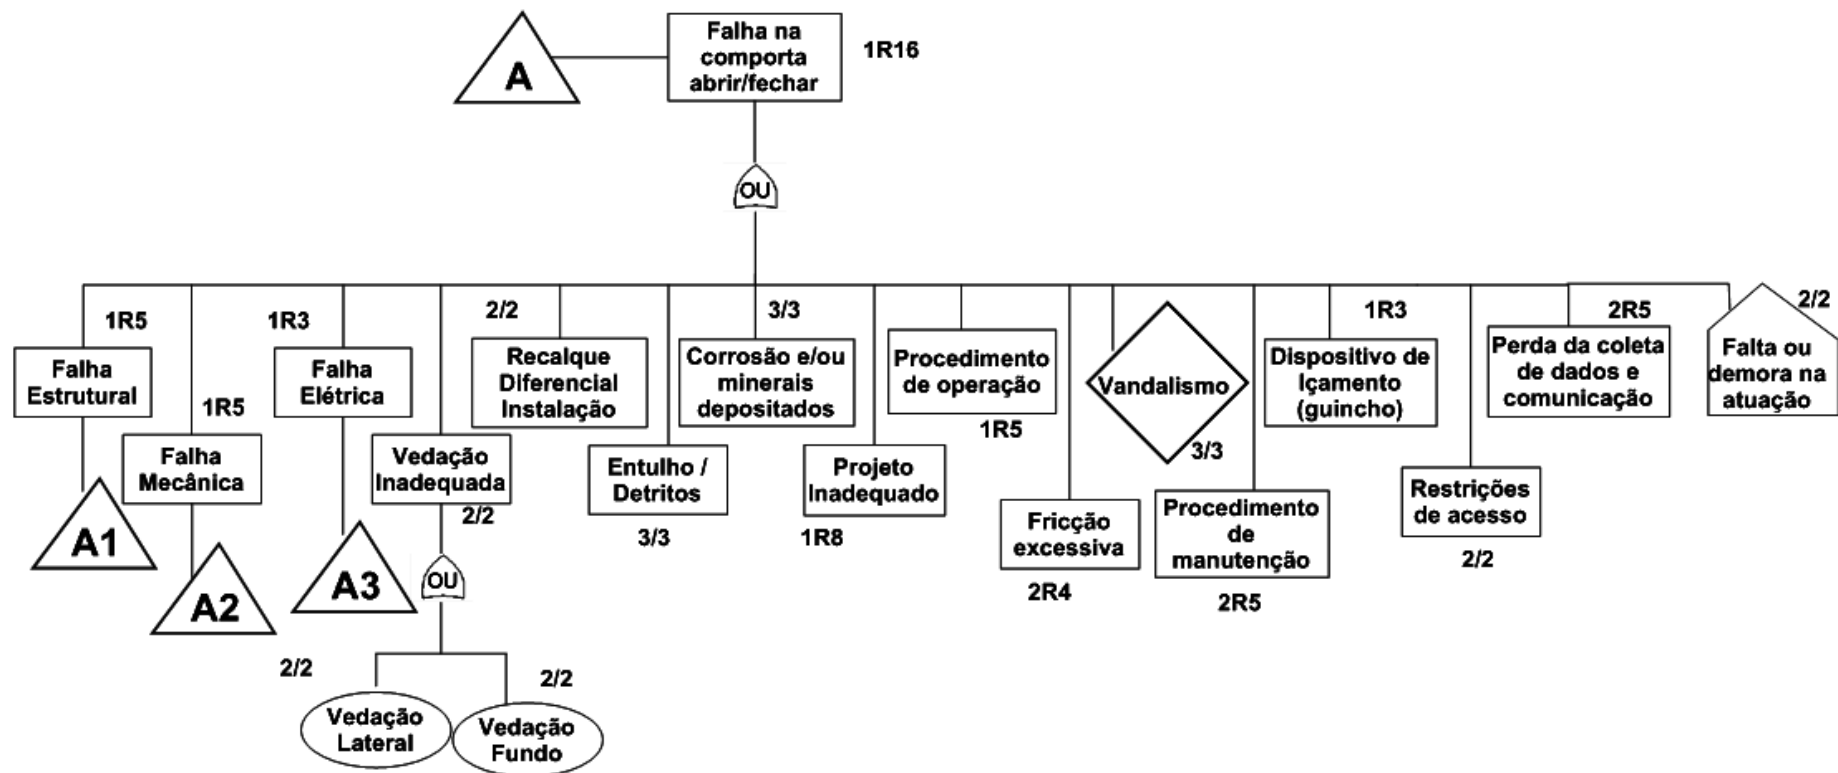 A
Falha na
comporta
abrir/fechar
1R16
OU
1R5
Falha
Estrutural
A1
1R5
Falha
Mecânica
A2
1R3
Falha
Elétrica
A3
Vedação
Inadequada
2/2
OU
2/2
Vedação
Lateral
2/2
Vedação
Fundo
2/2
Recalque
Diferencial
Instalação
Entulho /
Detritos
3/3
3/3
Corrosão e/ou
minerais
depositados
Projeto
Inadequado
1R8
Procedimento
de operação
1R5
Fricção
excessiva
2R4
Vandalismo
3/3
Procedimento
de
manutenção
2R5
1R3
Dispositivo de
Içamento
(guincho)
Restrições
de acesso
2/2
2R5
Perda da coleta
de dados e
comunicação
2/2
Falta ou
demora na
atuação